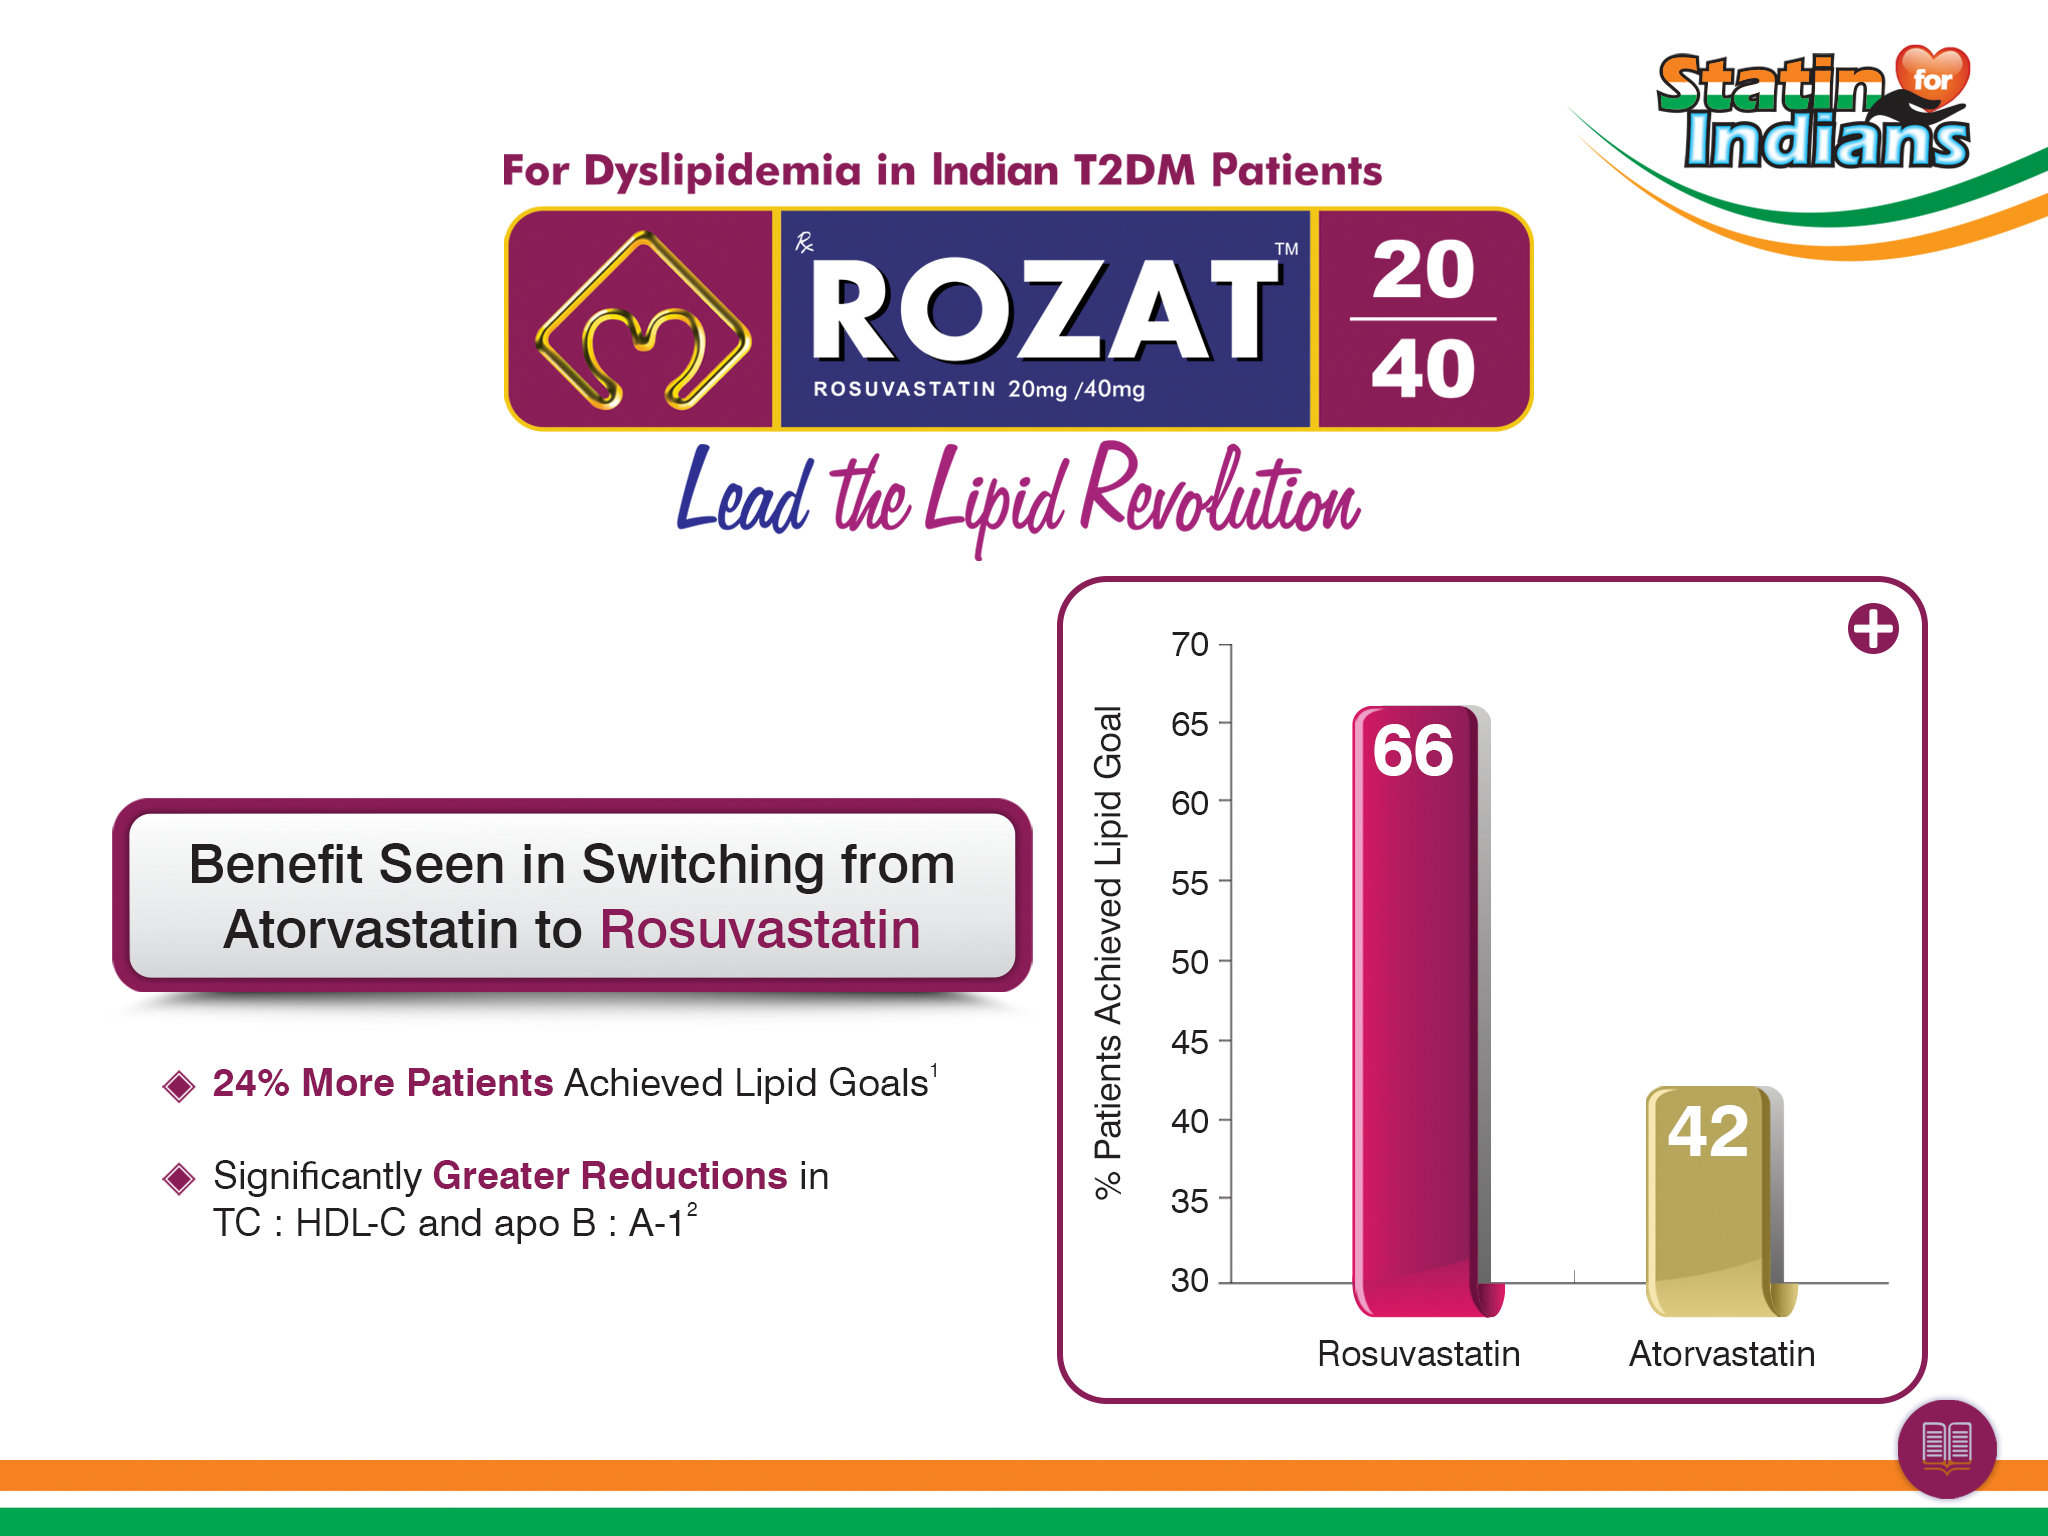 Statin for
Indians
For Dyslipidemia in Indian T2DM Patients
Rx ROZAT™
ROSUVASTATIN 20mg /40mg
20
40
Lead the Lipid Revolution
Benefit Seen in Switching from
Atorvastatin to Rosuvastatin
24% More Patients Achieved Lipid Goals¹
Significantly Greater Reductions in
TC : HDL-C and apo B : A-1²
% Patients Achieved Lipid Goal
70
65
60
55
50
45
40
35
30
66
42
Rosuvastatin
Atorvastatin